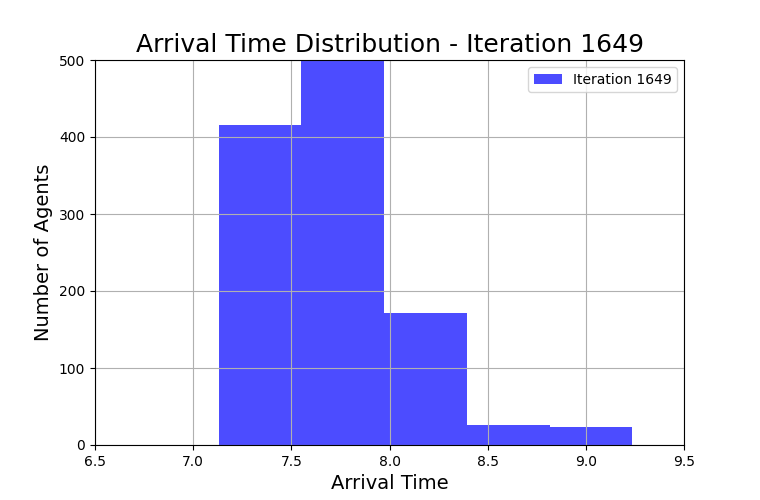 Arrival Time Distribution - Iteration 1649
Iteration 1649
Number of Agents
500
400
300
200
100
0
6.5 7.0 7.5 8.0 8.5 9.0 9.5
Arrival Time